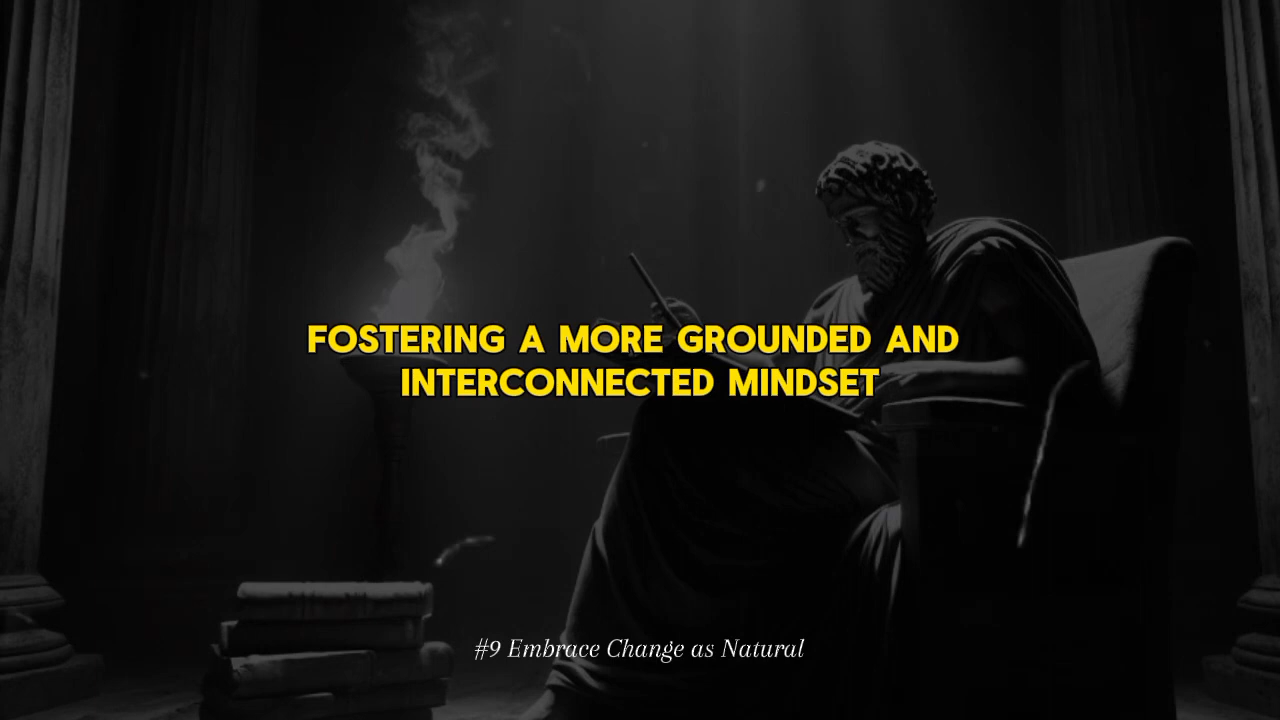 FOSTERING A MORE GROUNDED AND
INTERCONNECTED MINDSET
#9 Embrace Change as Natural